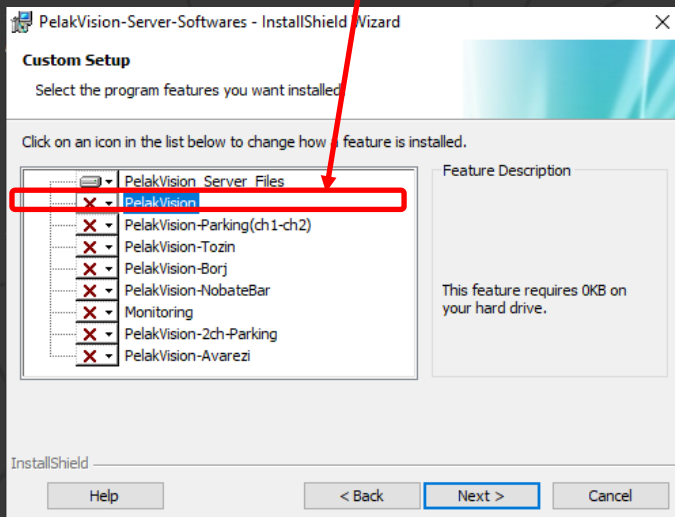 PelakVision-Server-Softwares - InstallShield Wizard
Custom Setup
Select the program features you want installed.
Click on an icon in the list below to change how a feature is installed.
PelakVision_Server_Files
PelakVision
PelakVision-Parking(ch1-ch2)
PelakVision-Tozin
PelakVision-Borj
PelakVision-NobateBar
Monitoring
PelakVision-2ch-Parking
PelakVision-Avarezi
Feature Description
This feature requires 0KB on
your hard drive.
InstallShield
Help
< Back
Next >
Cancel